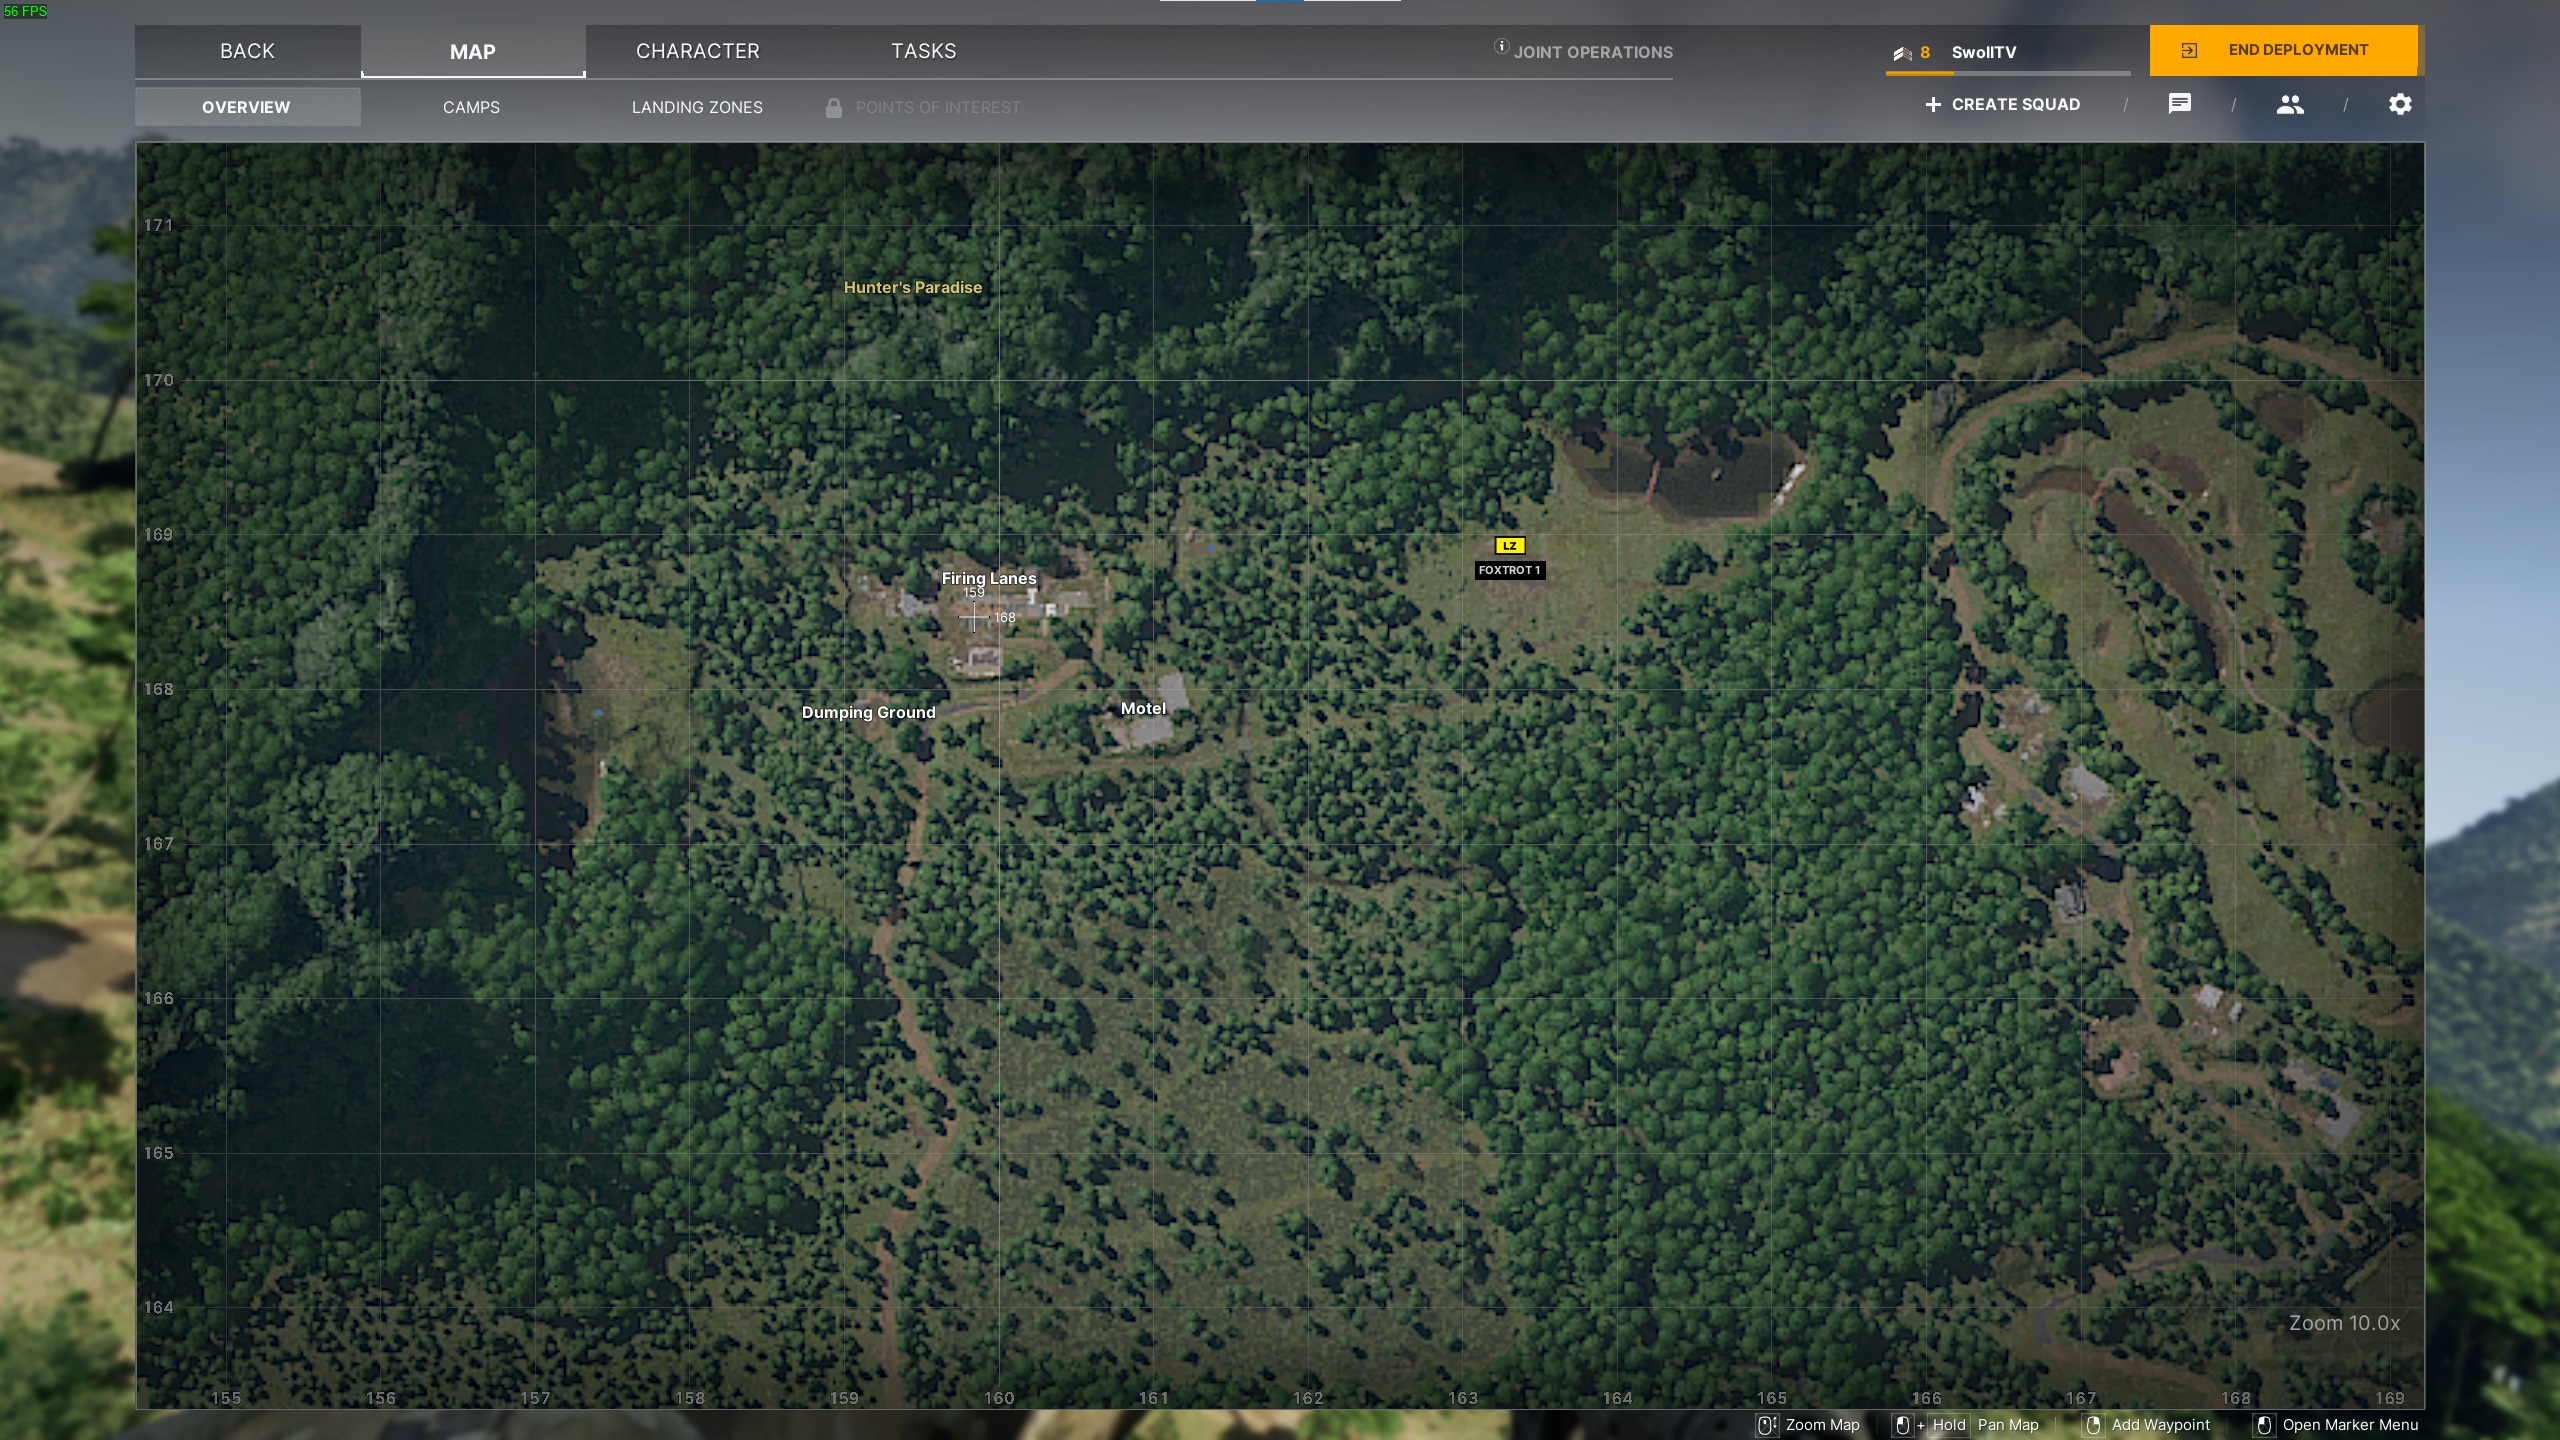 56 FPS
BACK
MAP
CHARACTER
TASKS
JOINT OPERATIONS
8 SwollTV
END DEPLOYMENT
OVERVIEW
CAMPS
LANDING ZONES
POINTS OF INTEREST
CREATE SQUAD
/
/
/
171
Hunter's Paradise
170
169
LZ
FOXTROT 1
Firing Lanes
159
168
168
Dumping Ground
Motel
167
166
165
164
Zoom 10.0x
155 156 157 158 159 160 161 162 163 164 165 166 167 168 169
Zoom Map
+ Hold Pan Map
Add Waypoint
Open Marker Menu